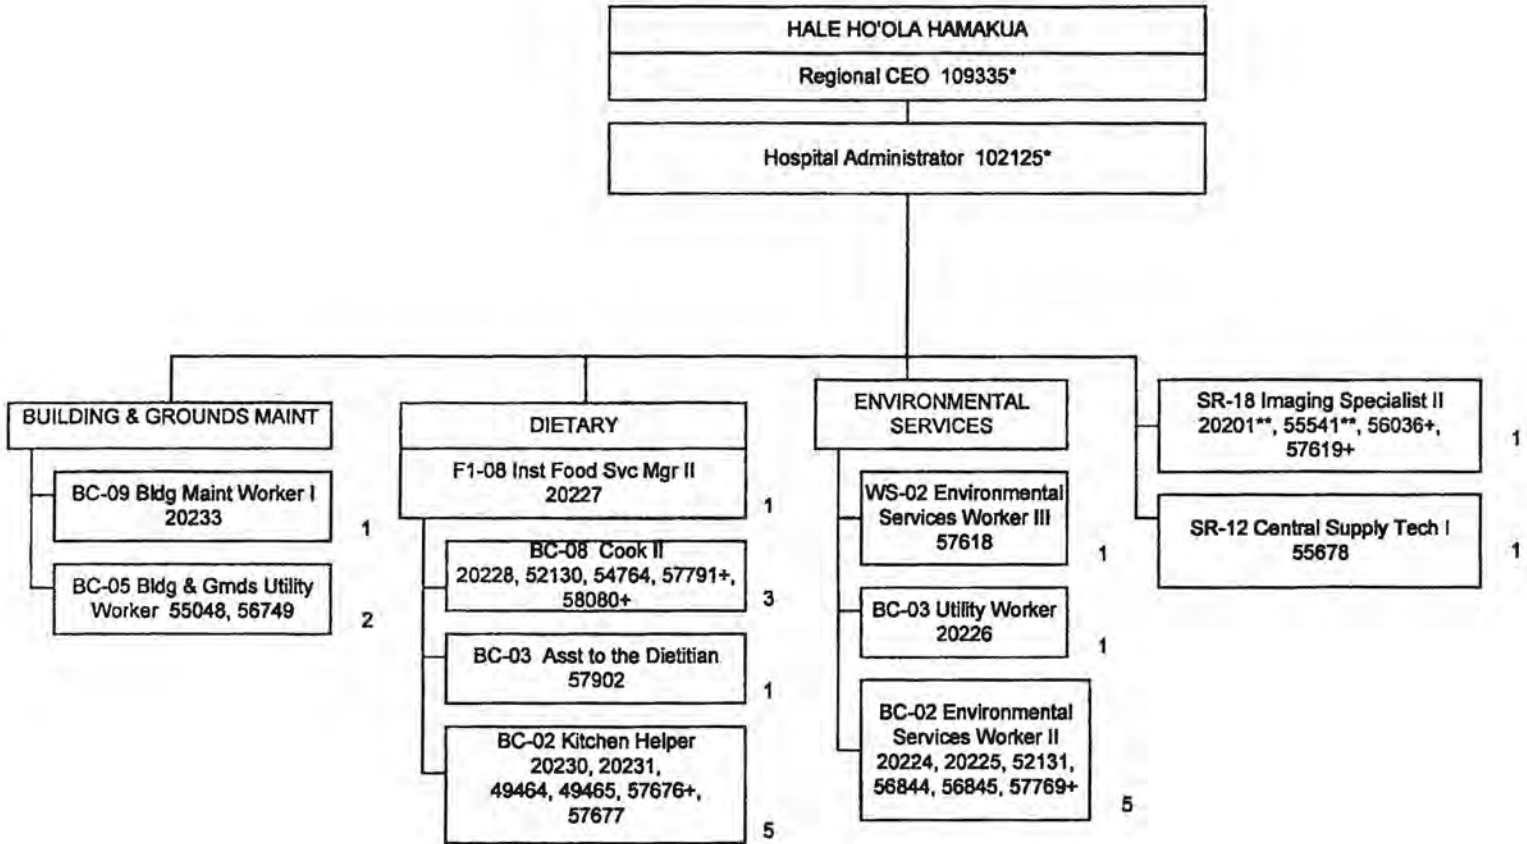 HALE HO'OLA HAMAKUA
Regional CEO 109335*
Hospital Administrator 102125*
BUILDING & GROUNDS MAINT
BC-09 Bldg Maint Worker I
20233
1
BC-05 Bldg & Grnds Utility
Worker 55048, 56749
2
DIETARY
F1-08 Inst Food Svc Mgr II
20227
1
BC-08 Cook II
20228, 52130, 54764, 57791+,
58080+
3
BC-03 Asst to the Dietitian
57902
1
BC-02 Kitchen Helper
20230, 20231,
49464, 49465, 57676+,
57677
5
ENVIRONMENTAL
SERVICES
WS-02 Environmental
Services Worker III
57618
1
BC-03 Utility Worker
20226
1
BC-02 Environmental
Services Worker II
20224, 20225, 52131,
56844, 56845, 57769+
5
SR-18 Imaging Specialist II
20201**, 55541**, 56036+,
57619+
1
SR-12 Central Supply Tech I
55678
1